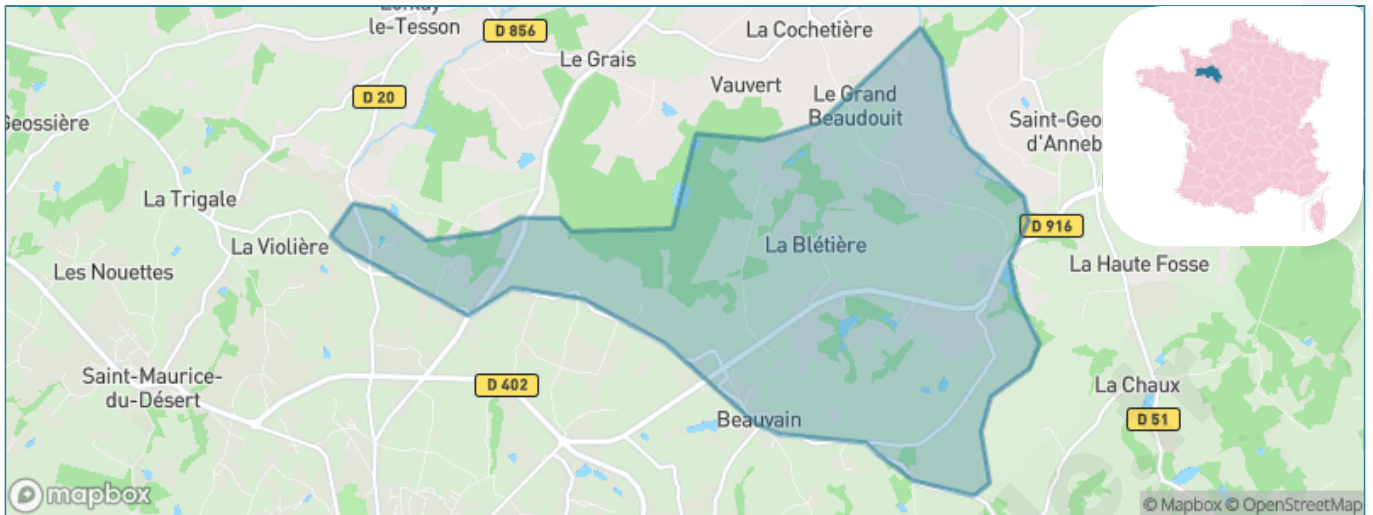 le-Tesson
D 856
La Cochetière
Le Grais
Vauvert
D 20
Le Grand
Beaudouit
Geossière
Saint-Geo
d'Anneb
La Trigale
D 916
La Violière
La Blétière
Les Nouettes
La Haute Fosse
Saint-Maurice-
du-Désert
D 402
La Chaux
Beauvain
D 51
mapbox
© Mapbox © OpenStreetMap